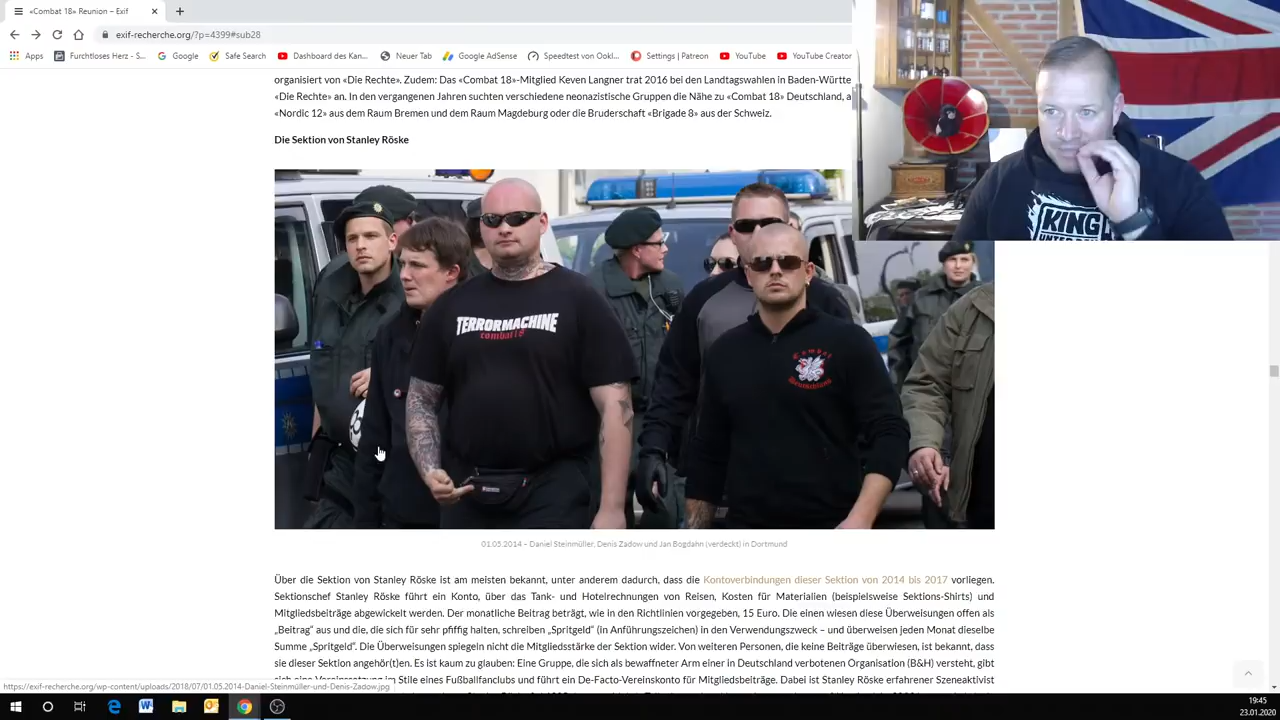 «Combat 18» Reunion – Exif
exif-recherche.org/?p=4399#sub28
Apps
Furchtloses Herz - S...
Google
Safe Search
Dashboard des Kan...
Neuer Tab
Google AdSense
Speedtest von Ookl...
Settings | Patreon
YouTube
YouTube Creator
organisiert von «Die Rechte». Zudem: Das «Combat 18»-Mitglied Keven Langner trat 2016 bei den Landtagswahlen in Baden-Württe
«Die Rechte» an. In den vergangenen Jahren suchten verschiedene neonazistische Gruppen die Nähe zu «Combat 18» Deutschland, a
«Nordic 12» aus dem Raum Bremen und dem Raum Magdeburg oder die Bruderschaft «Brigade 8» aus der Schweiz.
Die Sektion von Stanley Röske
KING
TERRORMACHINE
combat18
Combat
Deutschland
01.05.2014 – Daniel Steinmüller, Denis Zadow und Jan Bogdahn (verdeckt) in Dortmund
Über die Sektion von Stanley Röske ist am meisten bekannt, unter anderem dadurch, dass die Kontoverbindungen dieser Sektion von 2014 bis 2017 vorliegen.
Sektionschef Stanley Röske führt ein Konto, über das Tank- und Hotelrechnungen von Reisen, Kosten für Materialien (beispielsweise Sektions-Shirts) und
Mitgliedsbeiträge abgewickelt werden. Der monatliche Beitrag beträgt, wie in den Richtlinien vorgegeben, 15 Euro. Die einen wiesen diese Überweisungen offen als
„Beitrag“ aus und die, die sich für sehr pfiffig halten, schreiben „Spritgeld“ (in Anführungszeichen) in den Verwendungszweck – und überweisen jeden Monat dieselbe
Summe „Spritgeld“. Die Überweisungen spiegeln nicht die Mitgliedsstärke der Sektion wider. Von weiteren Personen, die keine Beiträge überwiesen, ist bekannt, dass
sie dieser Sektion angehör(t)en. Es ist kaum zu glauben: Eine Gruppe, die sich als bewaffneter Arm einer in Deutschland verbotenen Organisation (B&H) versteht, gibt
im Stile eines Fußballfanclubs und führt ein De-Facto-Vereinskonto für Mitgliedsbeiträge. Dabei ist Stanley Röske erfahrener Szeneaktivist
https://exif-recherche.org/wp-content/uploads/2018/07/01.05.2014-Daniel-Steinmüller-und-Denis-Zadow.jpg
19:45
23.01.2020